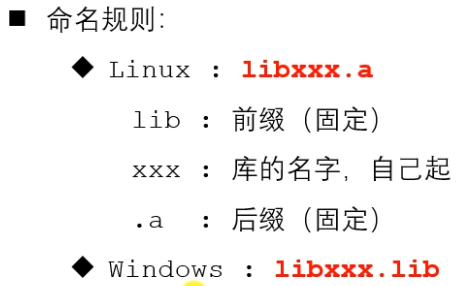 ■ 命名规则:
◆ Linux : libxxx.a
lib : 前缀（固定）
xxx : 库的名字，自己起
.a : 后缀（固定）
◆ Windows : libxxx.lib